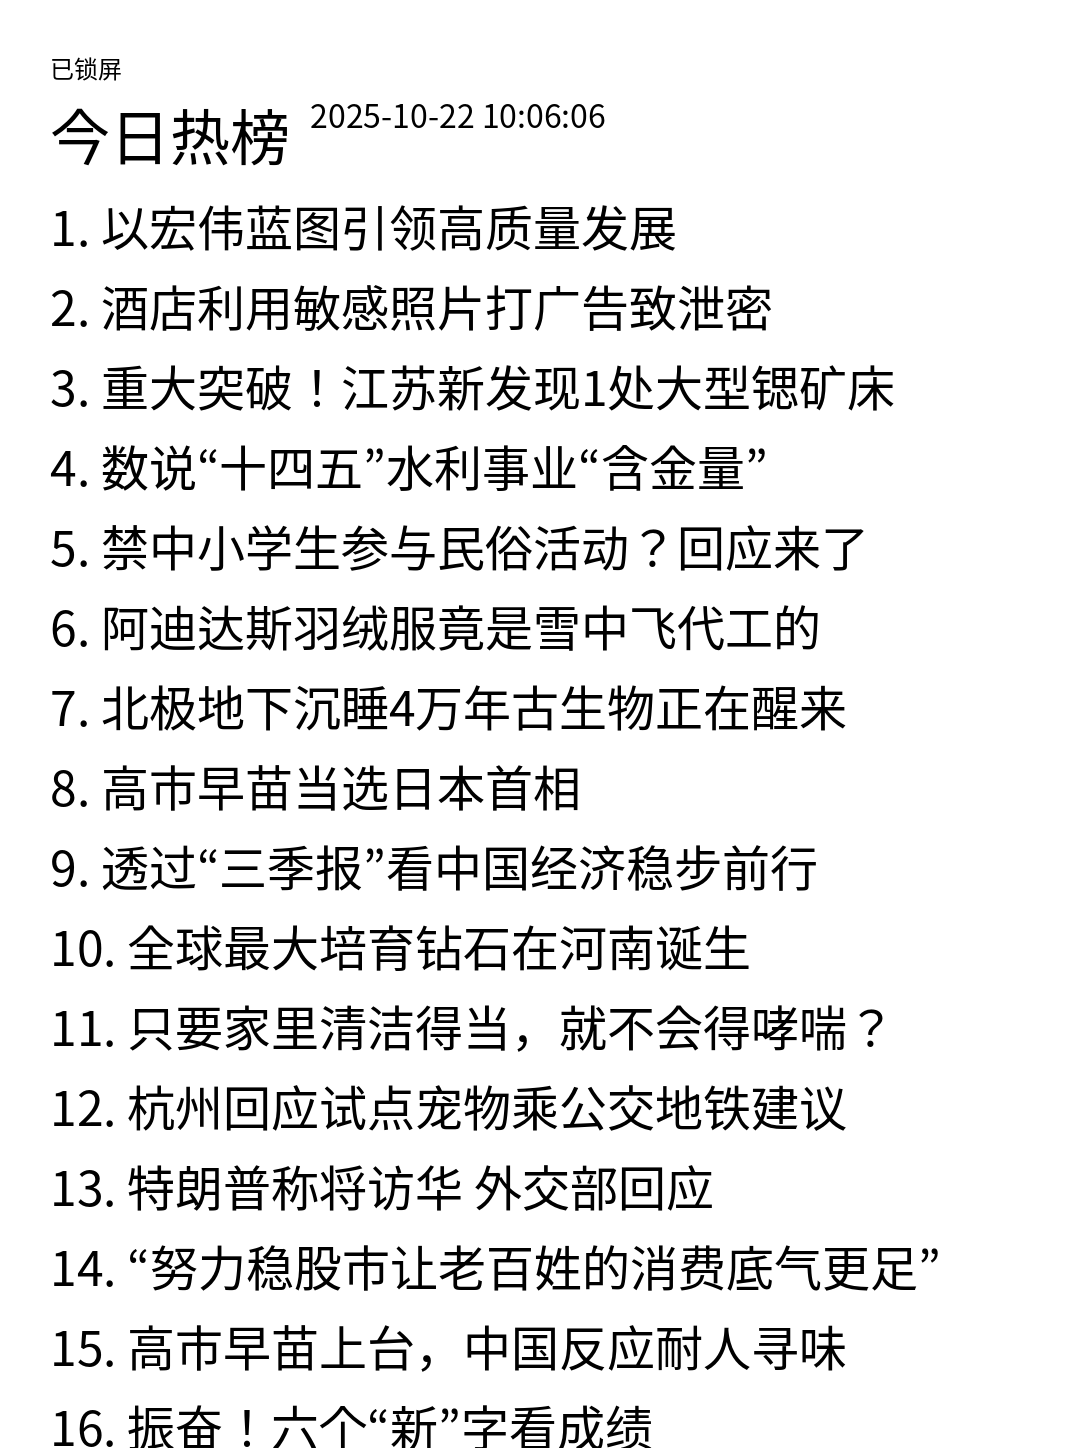 已锁屏
今日热榜 2025-10-22 10:06:06
1. 以宏伟蓝图引领高质量发展
2. 酒店利用敏感照片打广告致泄密
3. 重大突破！江苏新发现1处大型锶矿床
4. 数说“十四五”水利事业“含金量”
5. 禁中小学生参与民俗活动？回应来了
6. 阿迪达斯羽绒服竟是雪中飞代工的
7. 北极地下沉睡4万年古生物正在醒来
8. 高市早苗当选日本首相
9. 透过“三季报”看中国经济稳步前行
10. 全球最大培育钻石在河南诞生
11. 只要家里清洁得当，就不会得哮喘？
12. 杭州回应试点宠物乘公交地铁建议
13. 特朗普称将访华 外交部回应
14. “努力稳股市让老百姓的消费底气更足”
15. 高市早苗上台，中国反应耐人寻味
16. 振奋！六个“新”字看成绩